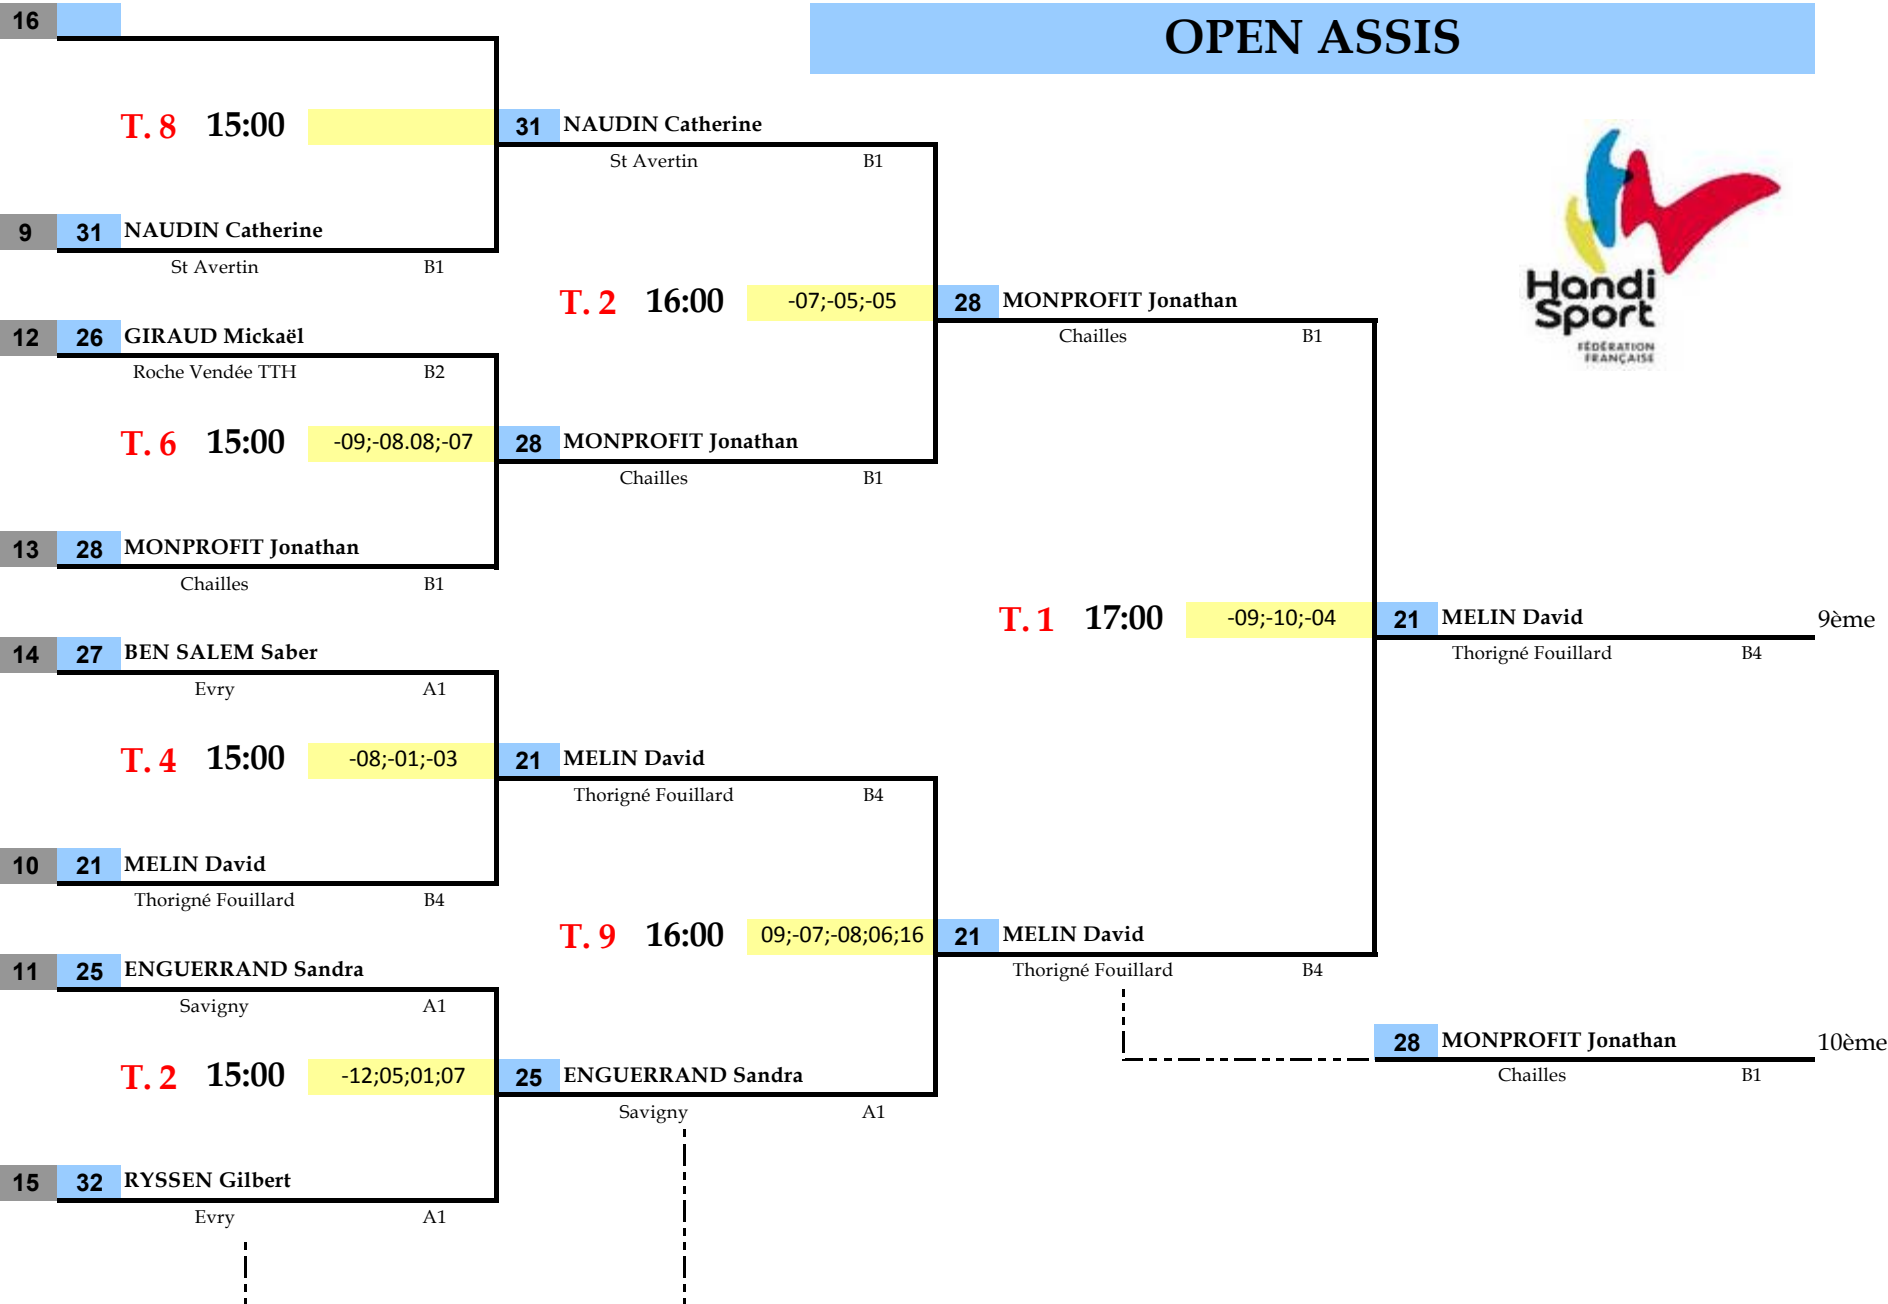 16
OPEN ASSIS
T. 8 15:00
31 NAUDIN Catherine
St Avertin B1
9 31 NAUDIN Catherine
St Avertin B1
T. 2 16:00 -07;-05;-05
28 MONPROFIT Jonathan
Chailles B1
Handi
Sport
FÉDÉRATION
FRANÇAISE
12 26 GIRAUD Mickaël
Roche Vendée TTH B2
T. 6 15:00 -09;-08.08;-07
28 MONPROFIT Jonathan
Chailles B1
13 28 MONPROFIT Jonathan
Chailles B1
T. 1 17:00 -09;-10;-04
21 MELIN David 9ème
Thorigné Fouillard B4
14 27 BEN SALEM Saber
Evry A1
T. 4 15:00 -08;-01;-03
21 MELIN David
Thorigné Fouillard B4
10 21 MELIN David
Thorigné Fouillard B4
T. 9 16:00 09;-07;-08;06;16
21 MELIN David
Thorigné Fouillard B4
11 25 ENGUERRAND Sandra
Savigny A1
28 MONPROFIT Jonathan 10ème
Chailles B1
T. 2 15:00 -12;05;01;07
25 ENGUERRAND Sandra
Savigny A1
15 32 RYSSEN Gilbert
Evry A1